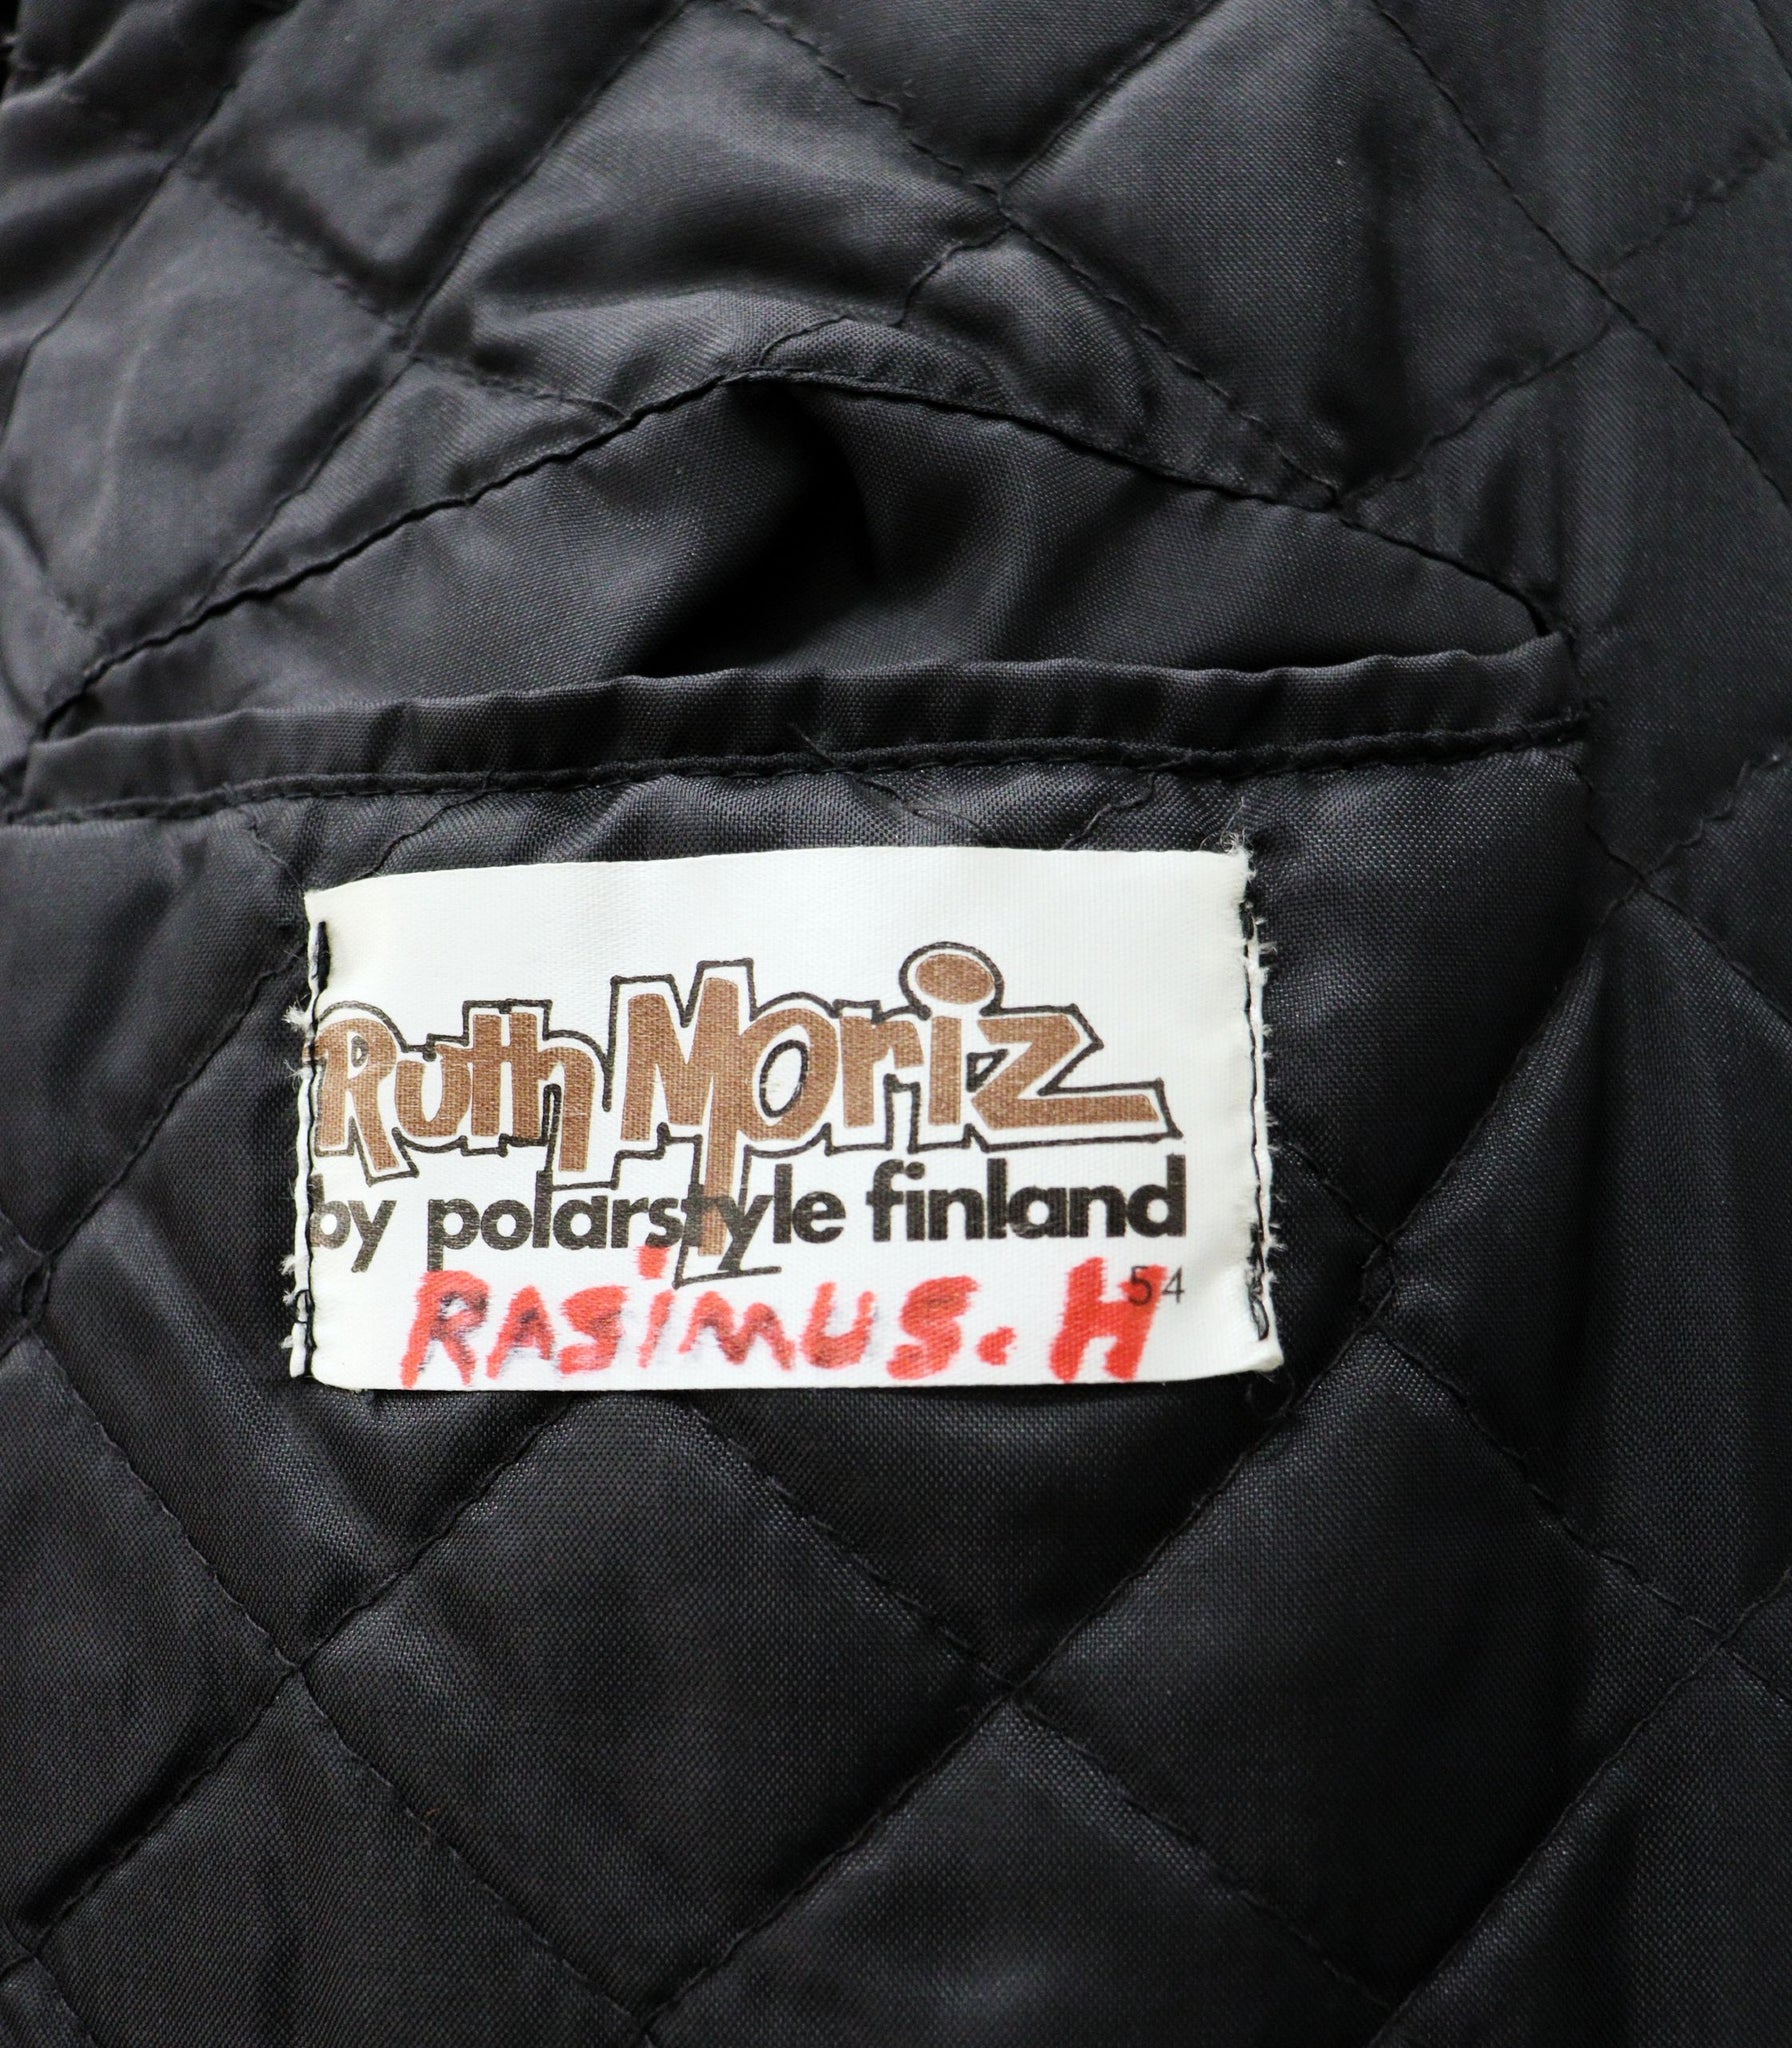 Ruth Moriz
by polarstyle finland
54
RASiMUS. H